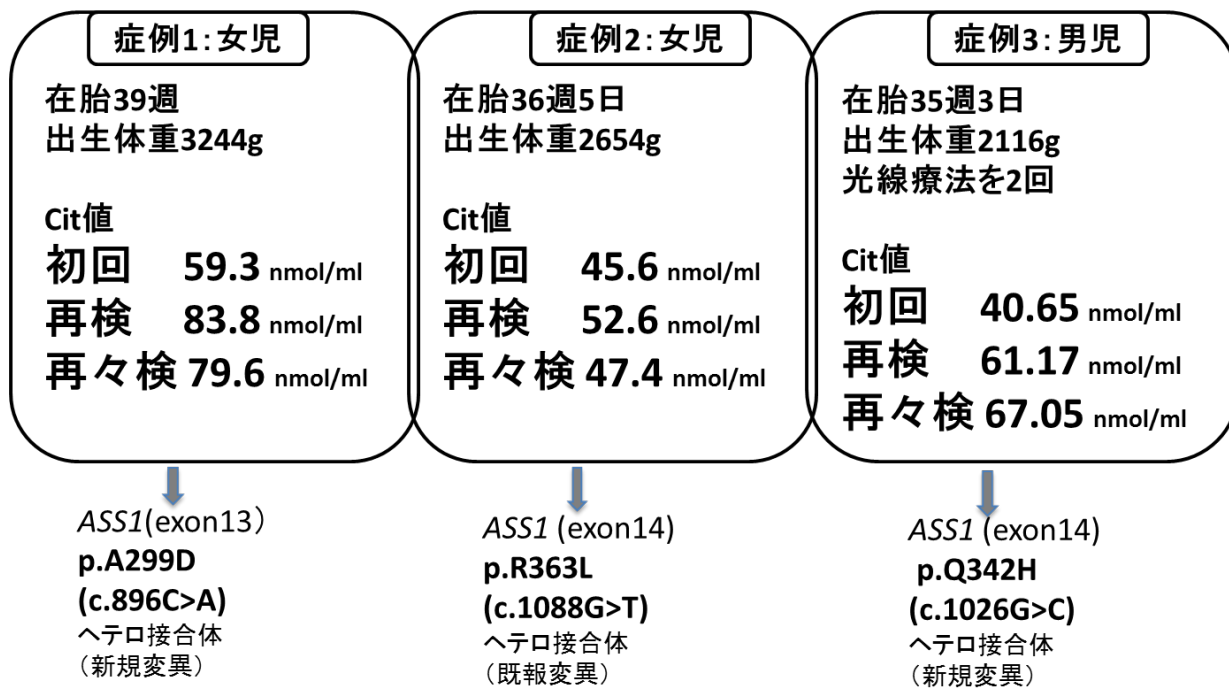 症例1:女児
在胎39週
出生体重3244g
Cit値
初回 59.3 nmol/ml
再検 83.8 nmol/ml
再々検 79.6 nmol/ml
ASS1(exon13)
p.A299D
(c.896C>A)
ヘテロ接合体
(新規変異)
症例2:女児
在胎36週5日
出生体重2654g
Cit値
初回 45.6 nmol/ml
再検 52.6 nmol/ml
再々検 47.4 nmol/ml
ASS1 (exon14)
p.R363L
(c.1088G>T)
ヘテロ接合体
(既報変異)
症例3:男児
在胎35週3日
出生体重2116g
光線療法を2回
Cit値
初回 40.65 nmol/ml
再検 61.17 nmol/ml
再々検 67.05 nmol/ml
ASS1 (exon14)
p.Q342H
(c.1026G>C)
ヘテロ接合体
(新規変異)